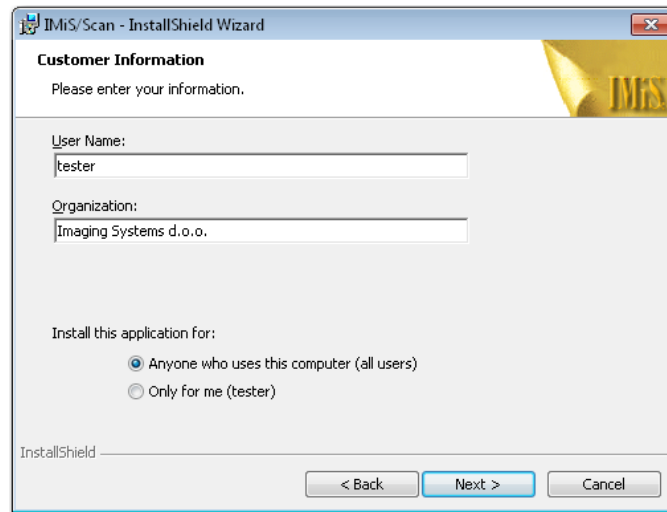 IMiS/Scan - InstallShield Wizard
Customer Information
Please enter your information.
IMiS
User Name:
tester
Organization:
Imaging Systems d.o.o.
Install this application for:
Anyone who uses this computer (all users)
Only for me (tester)
InstallShield
< Back
Next >
Cancel